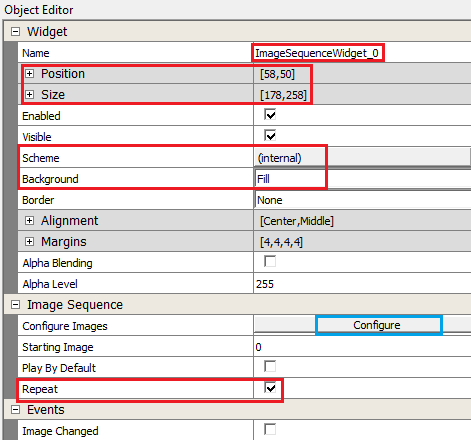 Object Editor
Widget
Name ImageSequenceWidget_0
Position [58,50]
Size [178,258]
Enabled
Visible
Scheme (internal)
Background Fill
Border None
Alignment [Center,Middle]
Margins [4,4,4,4]
Alpha Blending
Alpha Level 255
Image Sequence
Configure Images Configure
Starting Image 0
Play By Default
Repeat
Events
Image Changed